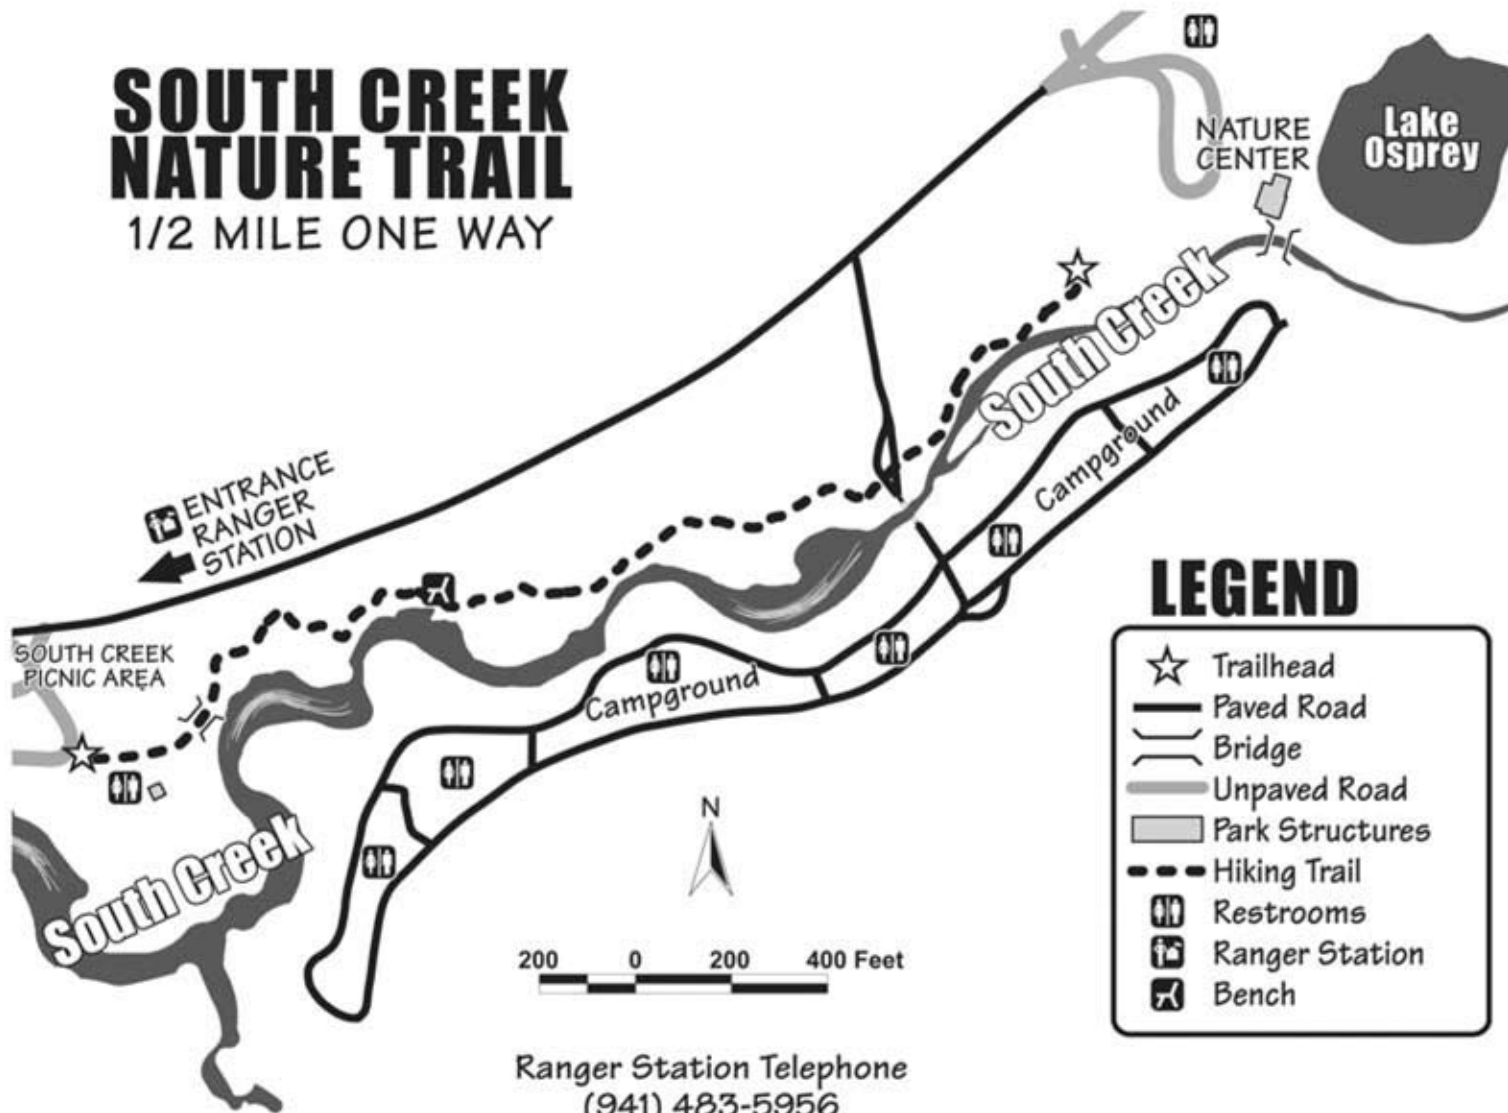 SOUTH CREEK
NATURE TRAIL
1/2 MILE ONE WAY
NATURE
CENTER
Lake
Osprey
South Creek
Campground
ENTRANCE
RANGER
STATION
SOUTH CREEK
PICNIC AREA
Campground
South Creek
N
200 0 200 400 Feet
Ranger Station Telephone
(941) 483-5956
LEGEND
Trailhead
Paved Road
Bridge
Unpaved Road
Park Structures
Hiking Trail
Restrooms
Ranger Station
Bench